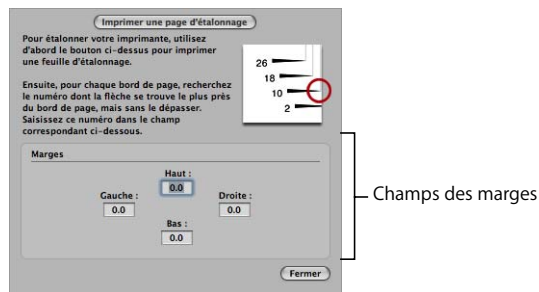 Imprimer une page d'étalonnage
Pour étalonner votre imprimante, utilisez
d'abord le bouton ci-dessus pour imprimer
une feuille d'étalonnage.
Ensuite, pour chaque bord de page, recherchez
le numéro dont la flèche se trouve le plus près
du bord de page, mais sans le dépasser.
Saisissez ce numéro dans le champ
correspondant ci-dessous.
26
18
10
2
Marges
Haut :
0.0
Gauche :
Droite :
0.0
0.0
Bas :
0.0
Champs des marges
Fermer